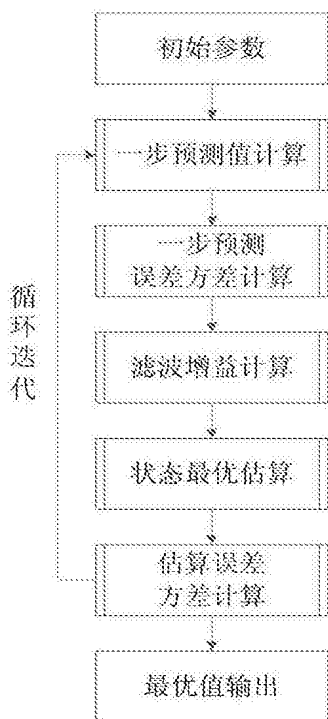 初始参数
一步预测值计算
一步预测
误差方差计算
滤波增益计算
循环迭代
状态最优估算
估算误差
方差计算
最优值输出